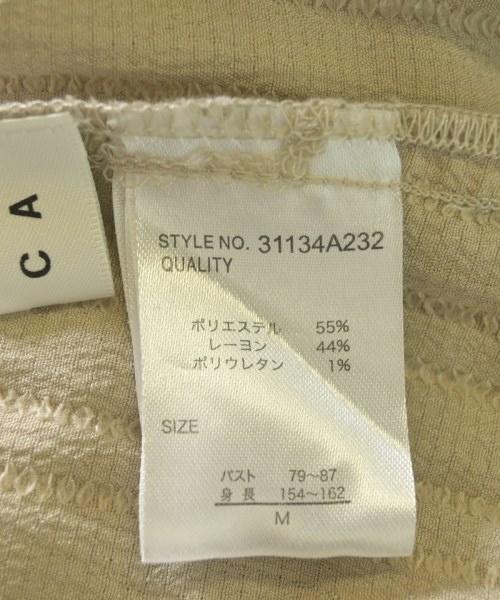 C A
STYLE NO. 31134A232
QUALITY
ポリエステル 55%
レーヨン 44%
ポリウレタン 1%
SIZE
バスト 79~87
身長 154~162
M